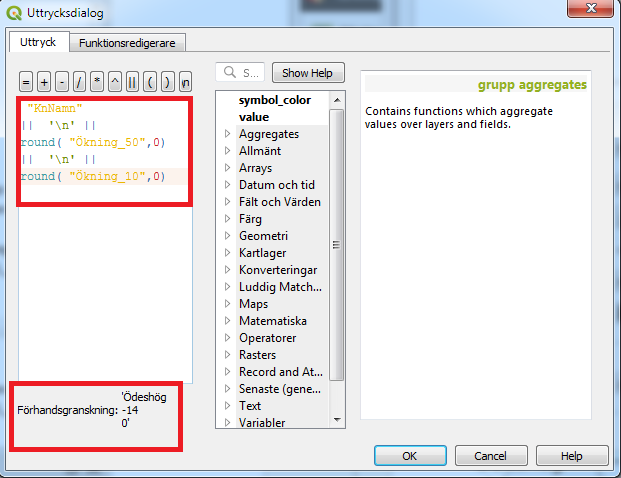 Uttrycksdialog
Uttryck
Funktionsredigerare
= + - / * ^ || ( ) \n
"KnNamn"
|| '\n' ||
round( "Ökning_50",0)
|| '\n' ||
round( "Ökning_10",0)
'Ödeshög
Förhandsgranskning: -14
0'
S...
Show Help
symbol_color
value
Aggregates
Allmänt
Arrays
Datum och tid
Fält och Värden
Färg
Geometri
Kartlager
Konverteringar
Luddig Match...
Maps
Matematiska
Operatorer
Rasters
Record and At...
Senaste (gene...
Text
Variabler
grupp aggregates
Contains functions which aggregate
values over layers and fields.
OK
Cancel
Help